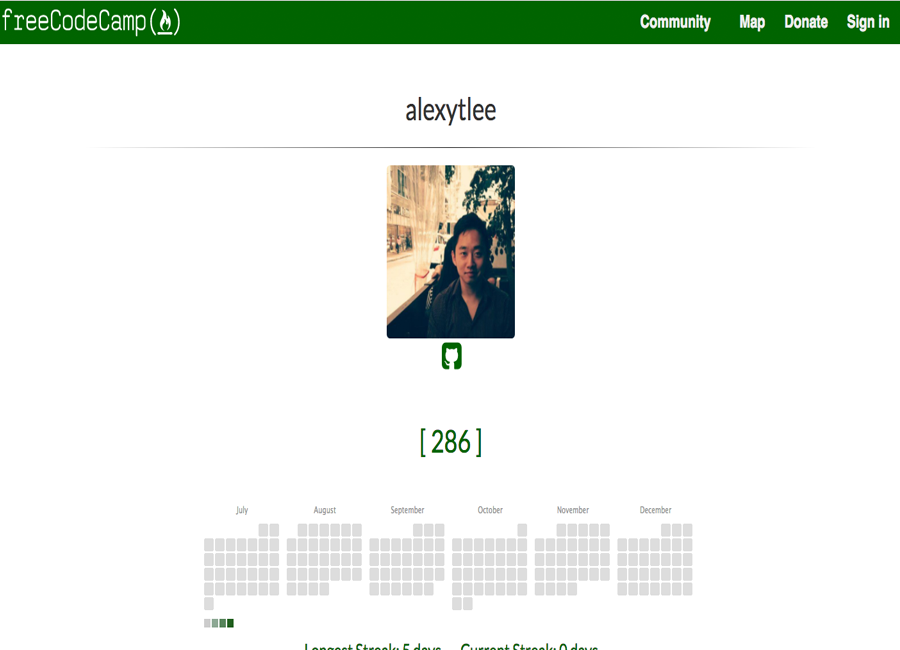 freeCodeCamp Community Map Donate Sign in
alexytlee
[ 286 ]
July August September October November December
Longest Streak: 5 days Current Streak: 0 days